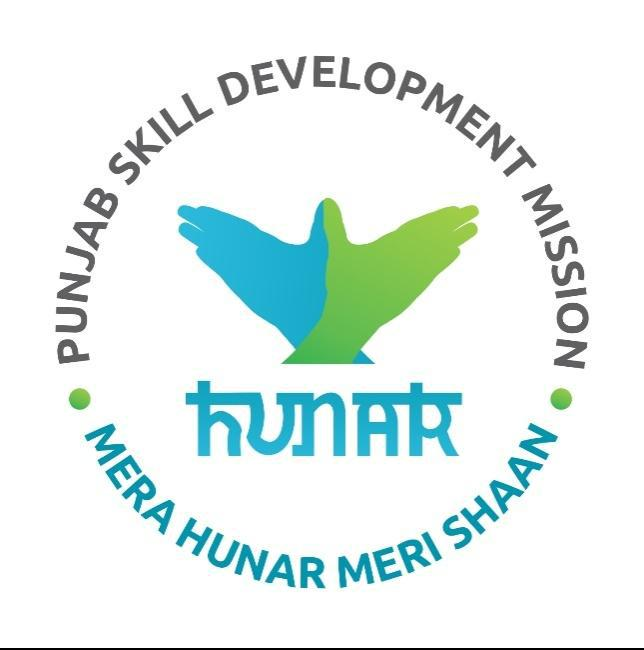 PUNJAB SKILL DEVELOPMENT MISSION
HUNAR
MERA HUNAR MERI SHAAN